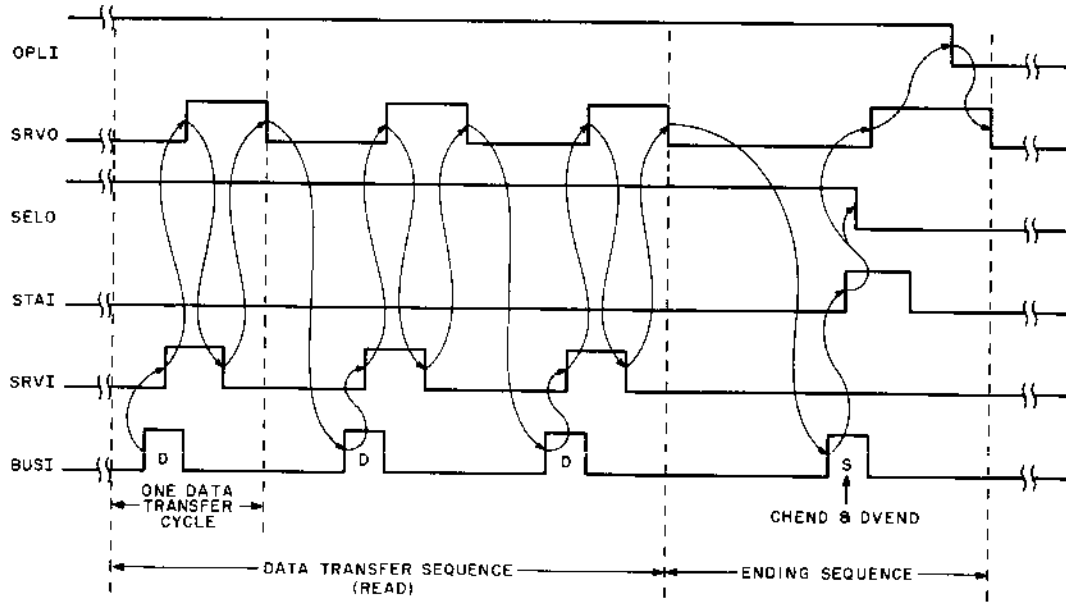 OPLI
SRVO
SELO
STAI
SRVI
BUSI
D
D
D
S
ONE DATA
TRANSFER
CYCLE
CHEND & DVEND
DATA TRANSFER SEQUENCE
(READ)
ENDING SEQUENCE